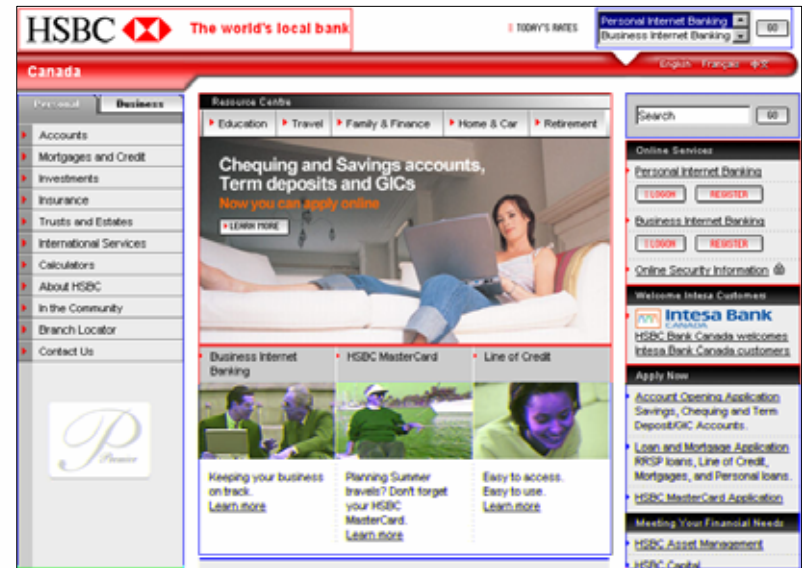 HSBC
The world's local bank
TODAY'S RATES
Personal Internet Banking
Business Internet Banking
GO
English Français 中文
Canada
Personal Business
Accounts
Mortgages and Credit
Investments
Insurance
Trusts and Estates
International Services
Calculators
About HSBC
In the Community
Branch Locator
Contact Us
Premier
Resource Centre
Education Travel Family & Finance Home & Car Retirement
Chequing and Savings accounts,
Term deposits and GICs
Now you can apply online
LEARN MORE
Business Internet
Banking
Keeping your business
on track.
Learn more
HSBC MasterCard
Planning Summer
travels? Don't forget
your HSBC
MasterCard.
Learn more
Line of Credit
Easy to access.
Easy to use.
Learn more
Search GO
Online Services
Personal Internet Banking
LOGON REGISTER
Business Internet Banking
LOGON REGISTER
Online Security Information
Welcome Intesa Customers
Intesa Bank
CANADA
HSBC Bank Canada welcomes
Intesa Bank Canada customers
Apply Now
Account Opening Application
Savings, Chequing and Term
Deposit/GIC Accounts.
Loan and Mortgage Application
RRSP loans, Line of Credit,
Mortgages, and Personal loans.
HSBC MasterCard Application
Meeting Your Financial Needs
HSBC Asset Management
HSBC Capital